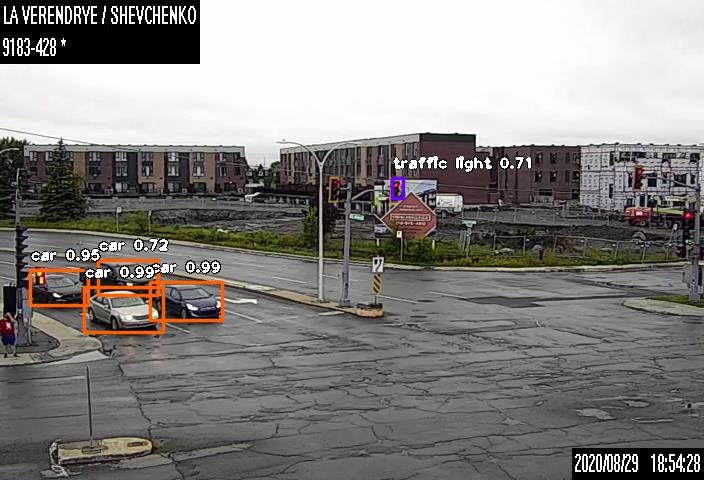 LA VERENDRYE / SHEVCHENKO
9183-428 *
traffic light 0.71
car 0.95
car 0.72
car 0.99
car 0.99
2020/08/29 18:54:28